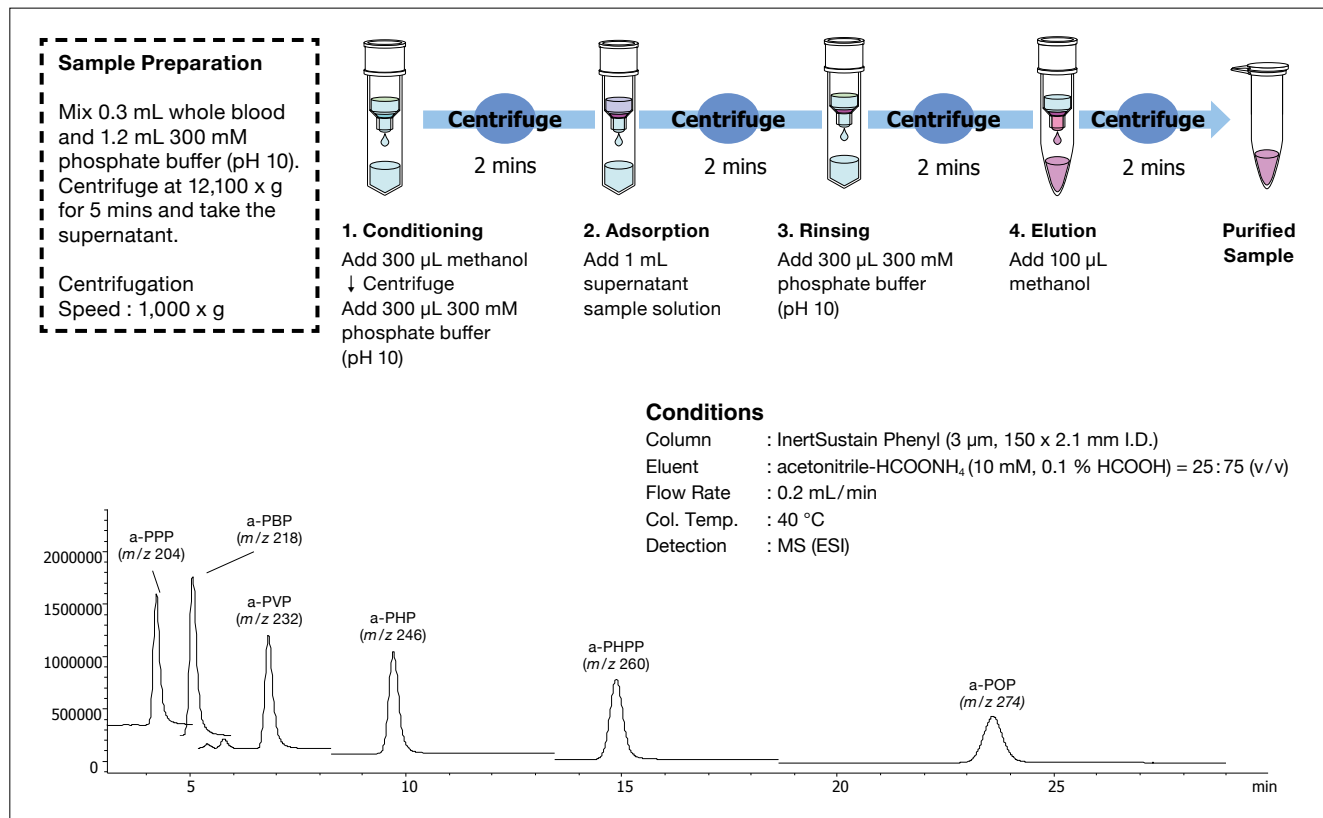 Sample Preparation
Mix 0.3 mL whole blood
and 1.2 mL 300 mM
phosphate buffer (pH 10).
Centrifuge at 12,100 x g
for 5 mins and take the
supernatant.
Centrifugation
Speed : 1,000 x g
Centrifuge
2 mins
Centrifuge
2 mins
Centrifuge
2 mins
Centrifuge
2 mins
1. Conditioning
Add 300 µL methanol
↓ Centrifuge
Add 300 µL 300 mM
phosphate buffer
(pH 10)
2. Adsorption
Add 1 mL
supernatant
sample solution
3. Rinsing
Add 300 µL 300 mM
phosphate buffer
(pH 10)
4. Elution
Add 100 µL
methanol
Purified
Sample
Conditions
Column : InertSustain Phenyl (3 µm, 150 x 2.1 mm I.D.)
Eluent : acetonitrile-HCOONH₄ (10 mM, 0.1 % HCOOH) = 25:75 (v/v)
Flow Rate : 0.2 mL/min
Col. Temp. : 40 °C
Detection : MS (ESI)
a-PPP
(m/z 204)
a-PBP
(m/z 218)
a-PVP
(m/z 232)
a-PHP
(m/z 246)
a-PHPP
(m/z 260)
a-POP
(m/z 274)
2000000
1500000
1000000
500000
0
5
10
15
20
25
min